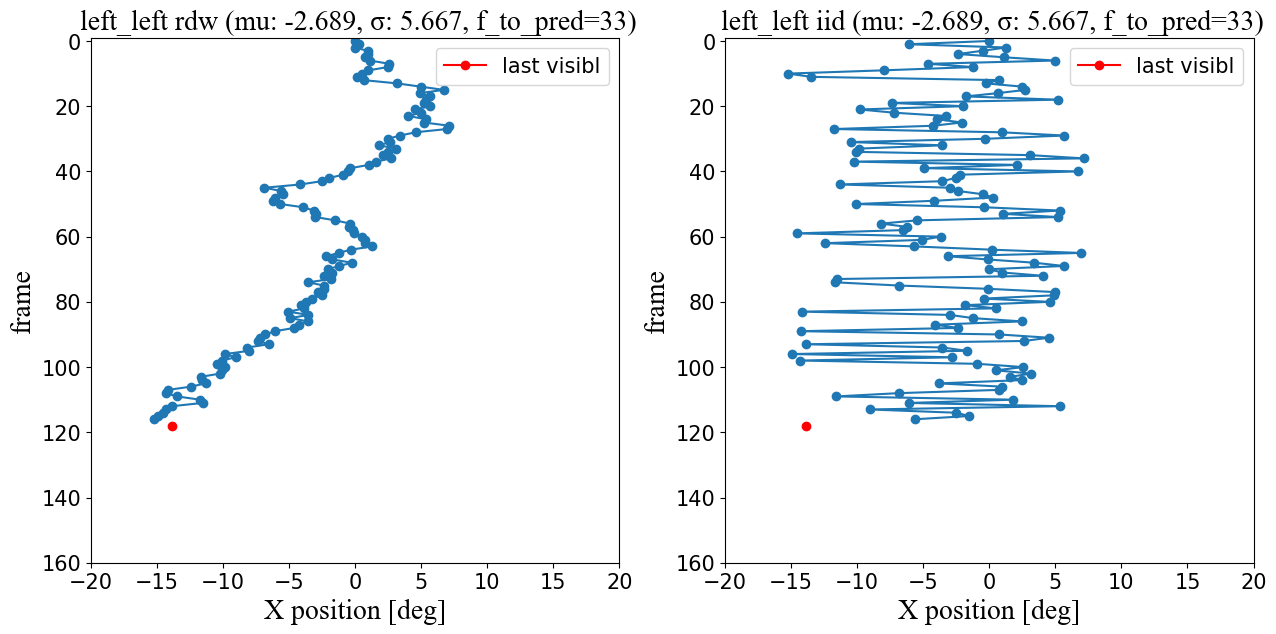 left_left rdw (mu: -2.689, σ: 5.667, f_to_pred=33)
last visibl
0
20
40
60
80
100
120
140
160
frame
−20 −15 −10 −5 0 5 10 15 20
X position [deg]
left_left iid (mu: -2.689, σ: 5.667, f_to_pred=33)
last visibl
0
20
40
60
80
100
120
140
160
frame
−20 −15 −10 −5 0 5 10 15 20
X position [deg]